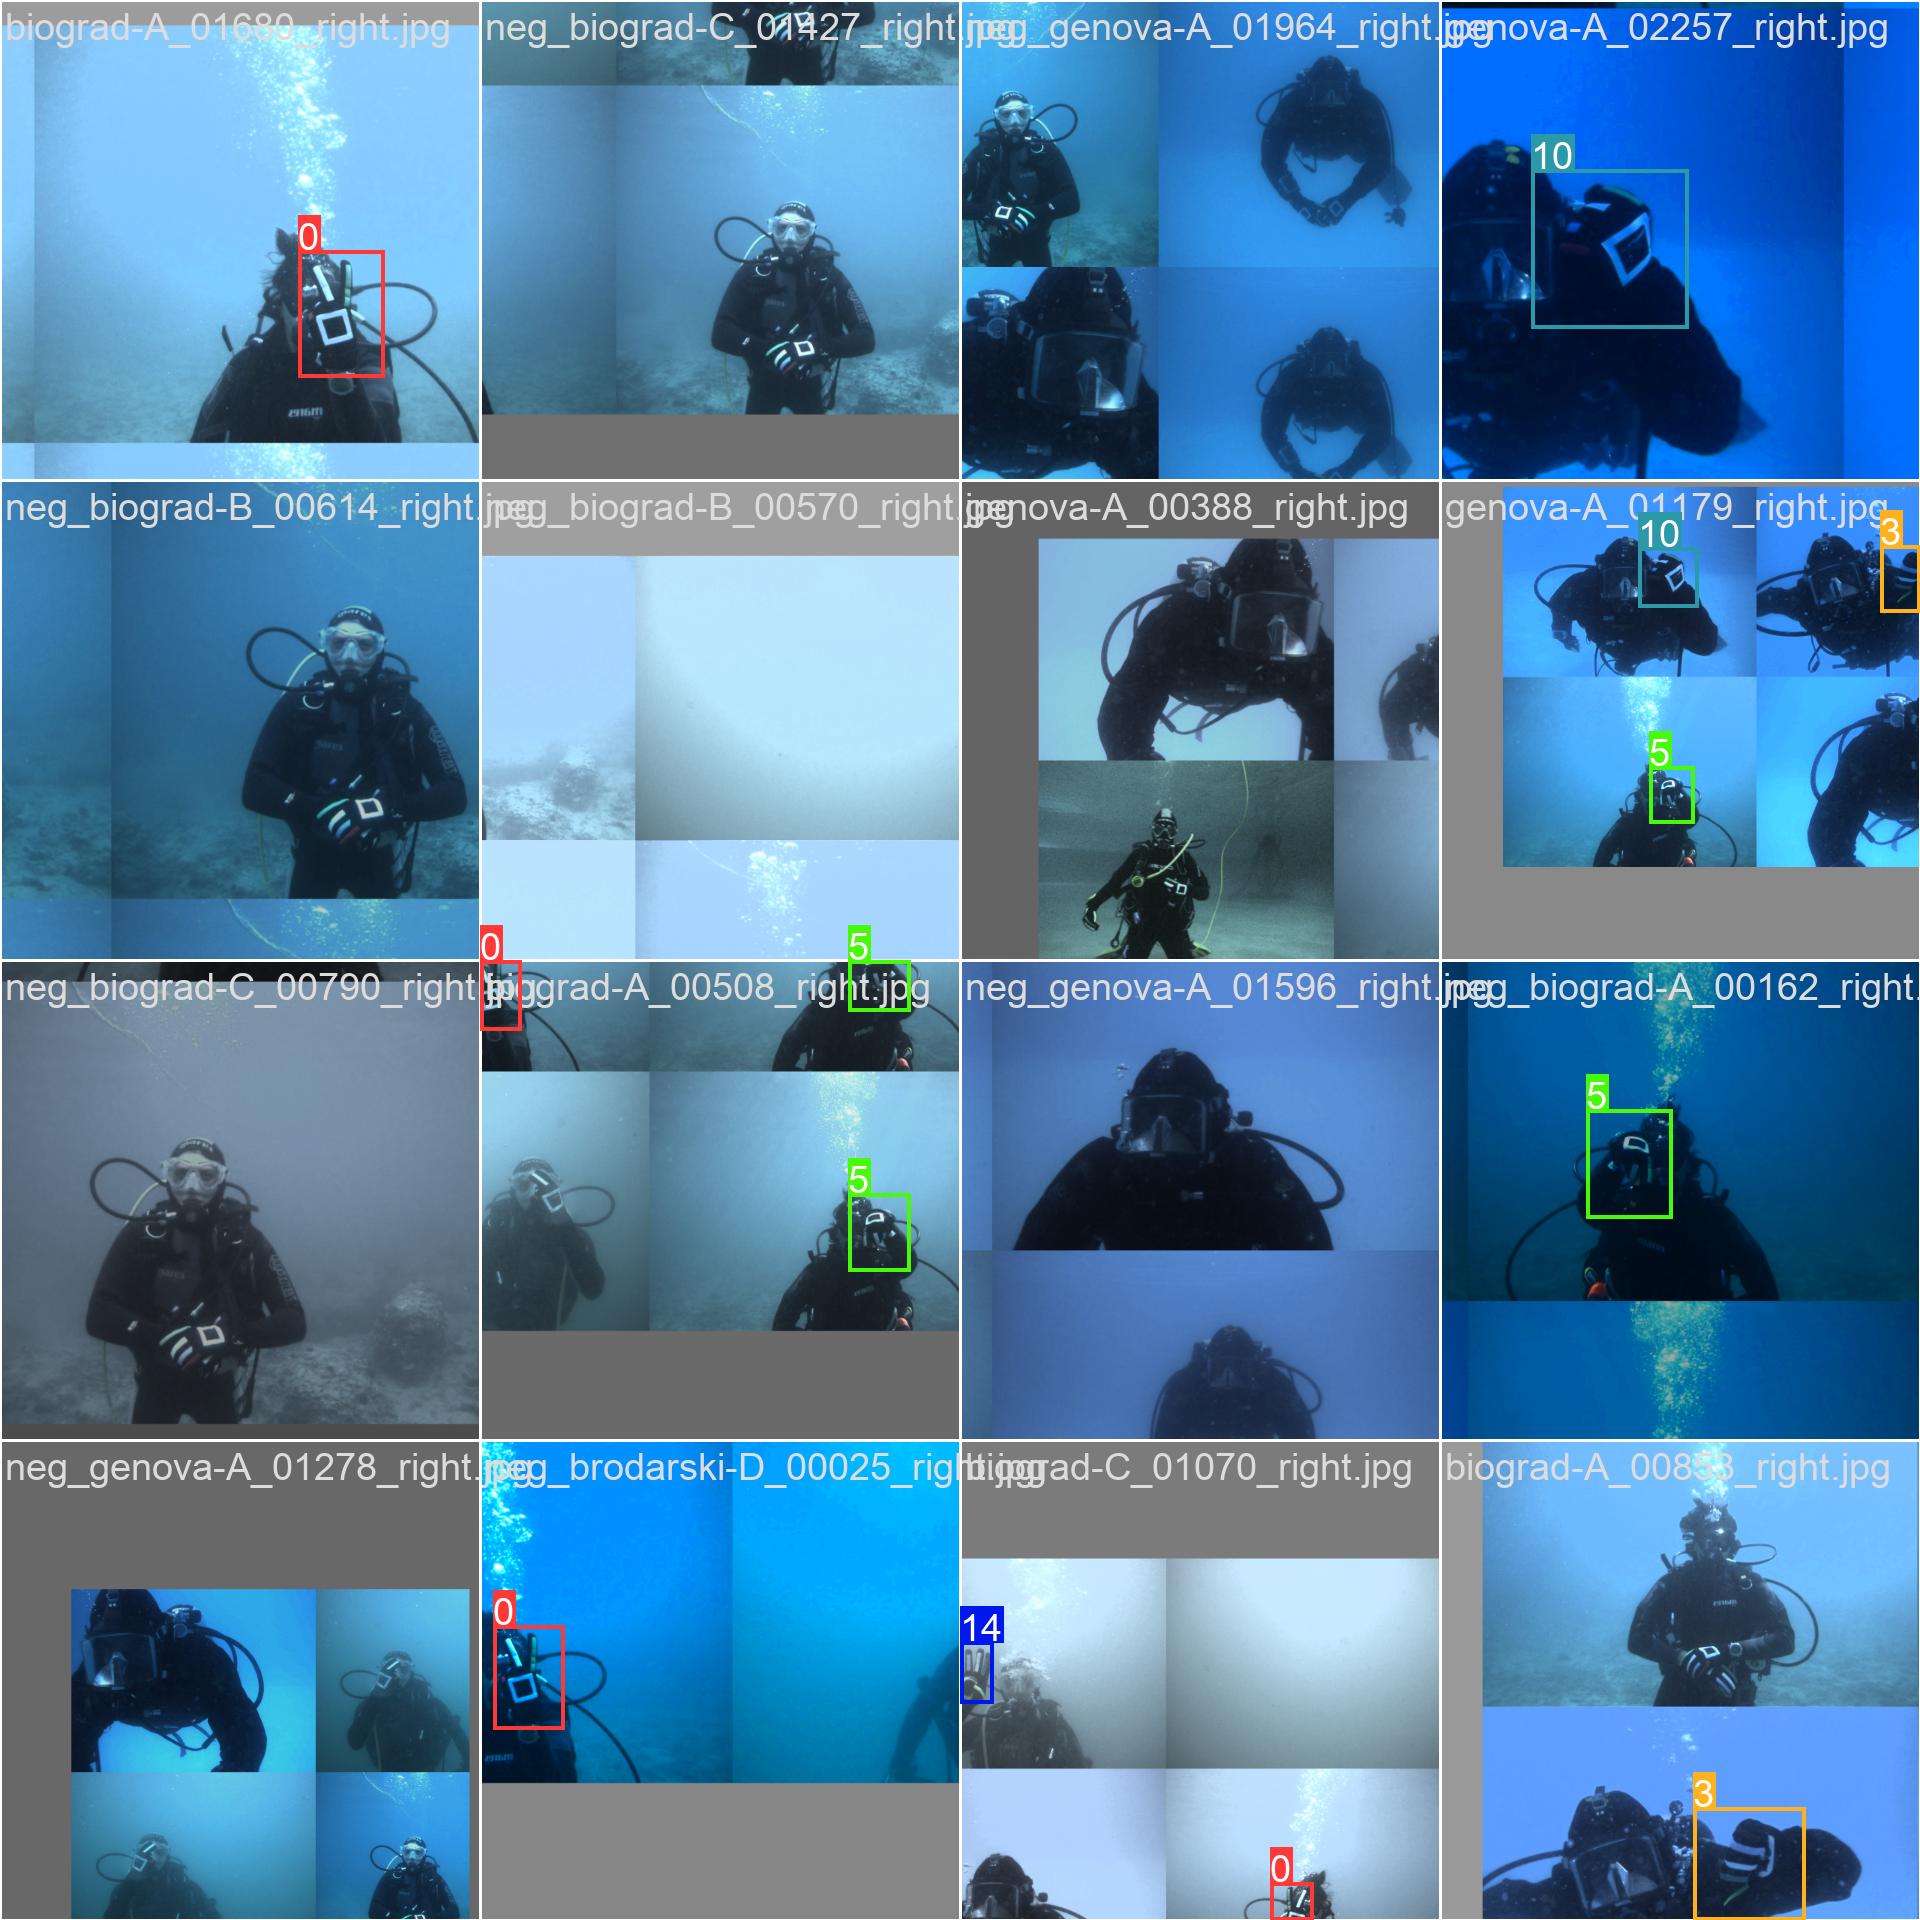 biograd-A_01680_right.jpg
neg_biograd-C_01427_right.jpg
neg_genova-A_01964_right.jpg
genova-A_02257_right.jpg
0
10
mares
neg_biograd-B_00614_right.jpg
neg_biograd-B_00570_right.jpg
genova-A_00388_right.jpg
genova-A_01179_right.jpg
10
3
5
0
5
neg_biograd-C_00790_right.jpg
biograd-A_00508_right.jpg
neg_genova-A_01596_right.jpg
neg_biograd-A_00162_right.
5
5
neg_genova-A_01278_right.jpg
neg_brodarski-D_00025_right.jpg
biograd-C_01070_right.jpg
biograd-A_00853_right.jpg
0
14
3
0